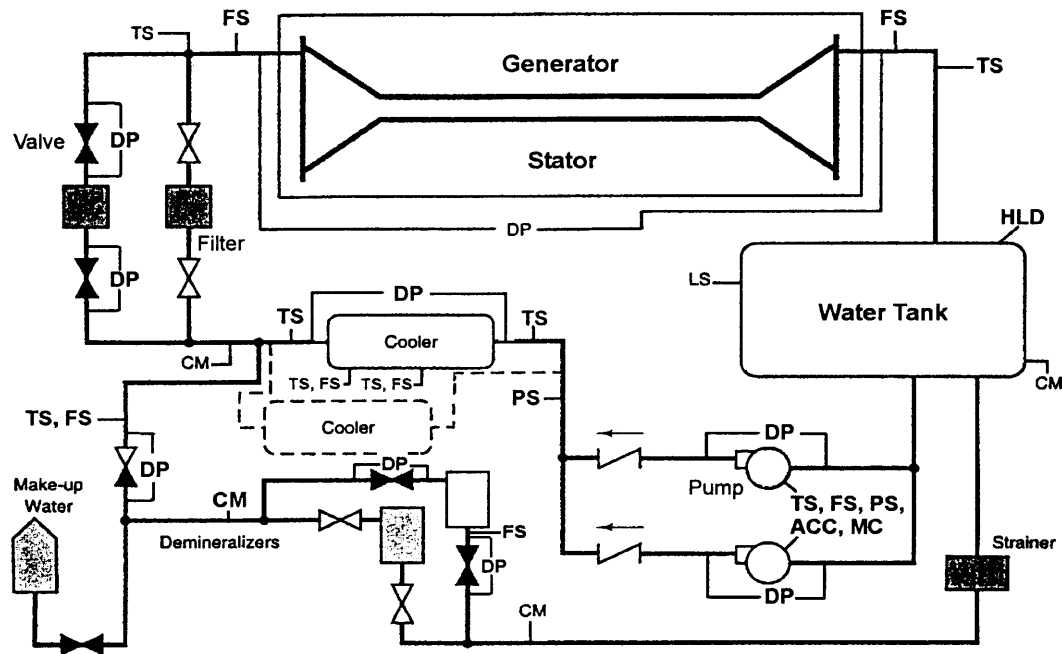 TS
FS
FS
Generator
TS
Valve
DP
Stator
Filter
DP
HLD
DP
LS
Water Tank
TS
DP
TS
Cooler
CM
TS, FS
TS, FS
CM
PS
TS, FS
Cooler
DP
DP
DP
Pump
Make-up
Water
CM
TS, FS, PS,
ACC, MC
FS
Demineralizers
Strainer
DP
DP
CM